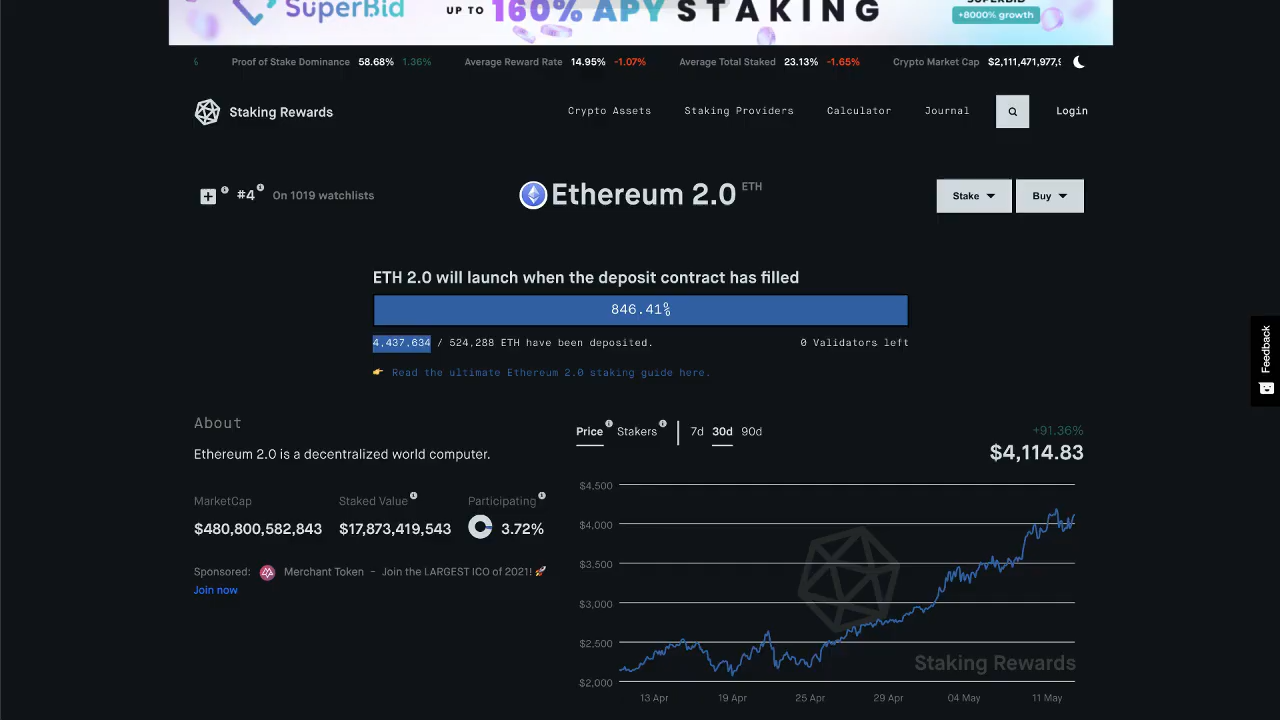 SuperBid UP TO 160% APY STAKING SUPERBID
+8000% growth
Proof of Stake Dominance 58.68% 1.36% Average Reward Rate 14.95% -1.07% Average Total Staked 23.13% -1.65% Crypto Market Cap $2,111,471,977,
Staking Rewards Crypto Assets Staking Providers Calculator Journal Login
#4 On 1019 watchlists Ethereum 2.0 ETH Stake Buy
ETH 2.0 will launch when the deposit contract has filled
846.41%
4,437,634 / 524,288 ETH have been deposited. 0 Validators left
Read the ultimate Ethereum 2.0 staking guide here.
Feedback
About
Ethereum 2.0 is a decentralized world computer.
MarketCap Staked Value Participating
$480,800,582,843 $17,873,419,543 3.72%
Sponsored: Merchant Token - Join the LARGEST ICO of 2021! 🚀
Join now
Price Stakers 7d 30d 90d
+91,36%
$4,114.83
$4,500
$4,000
$3,500
$3,000
$2,500
$2,000
Staking Rewards
13 Apr 19 Apr 25 Apr 29 Apr 04 May 11 May